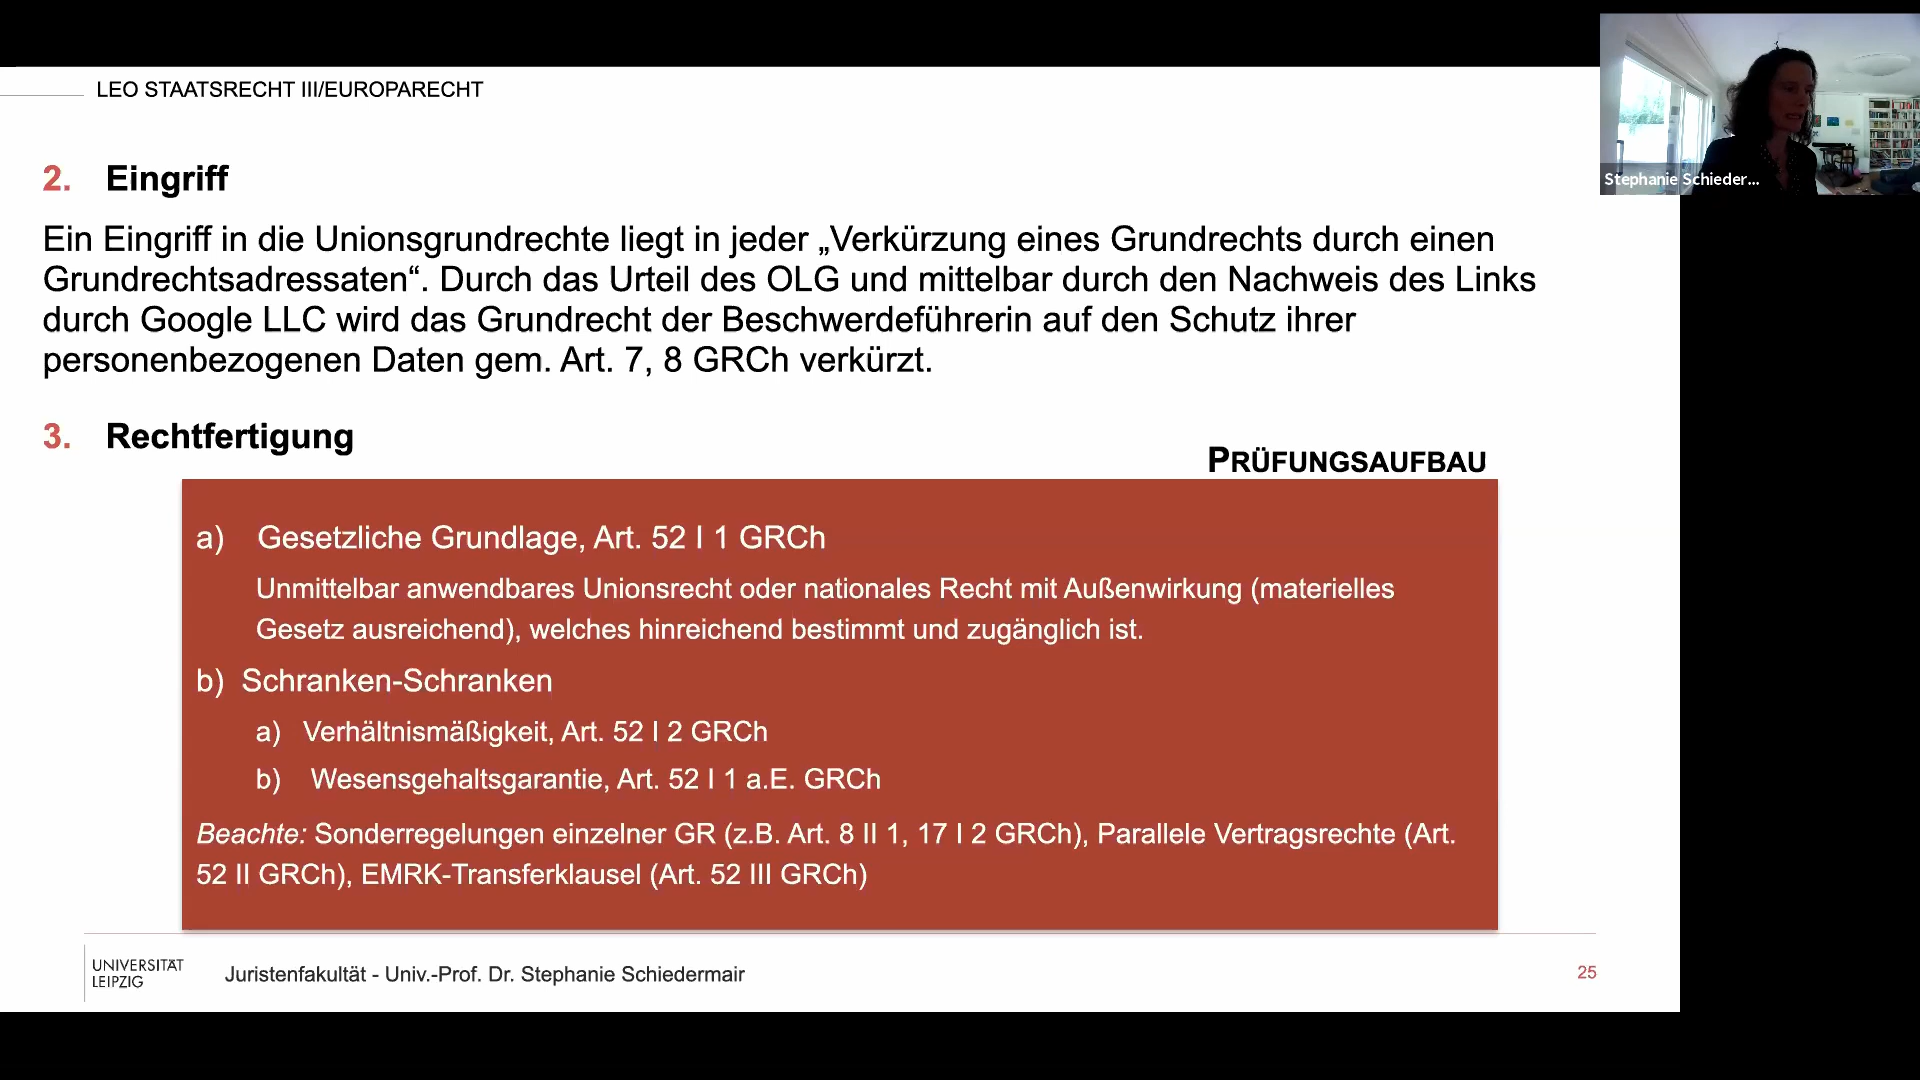 LEO STAATSRECHT III/EUROPARECHT
Stephanie Schieder...
2. Eingriff
Ein Eingriff in die Unionsgrundrechte liegt in jeder „Verkürzung eines Grundrechts durch einen
Grundrechtsadressaten“. Durch das Urteil des OLG und mittelbar durch den Nachweis des Links
durch Google LLC wird das Grundrecht der Beschwerdeführerin auf den Schutz ihrer
personenbezogenen Daten gem. Art. 7, 8 GRCh verkürzt.
3. Rechtfertigung
PRÜFUNGSAUFBAU
a) Gesetzliche Grundlage, Art. 52 I 1 GRCh
Unmittelbar anwendbares Unionsrecht oder nationales Recht mit Außenwirkung (materielles
Gesetz ausreichend), welches hinreichend bestimmt und zugänglich ist.
b) Schranken-Schranken
a) Verhältnismäßigkeit, Art. 52 I 2 GRCh
b) Wesensgehaltsgarantie, Art. 52 I 1 a.E. GRCh
Beachte: Sonderregelungen einzelner GR (z.B. Art. 8 II 1, 17 I 2 GRCh), Parallele Vertragsrechte (Art.
52 II GRCh), EMRK-Transferklausel (Art. 52 III GRCh)
UNIVERSITÄT
LEIPZIG
Juristenfakultät - Univ.-Prof. Dr. Stephanie Schiedermair
25